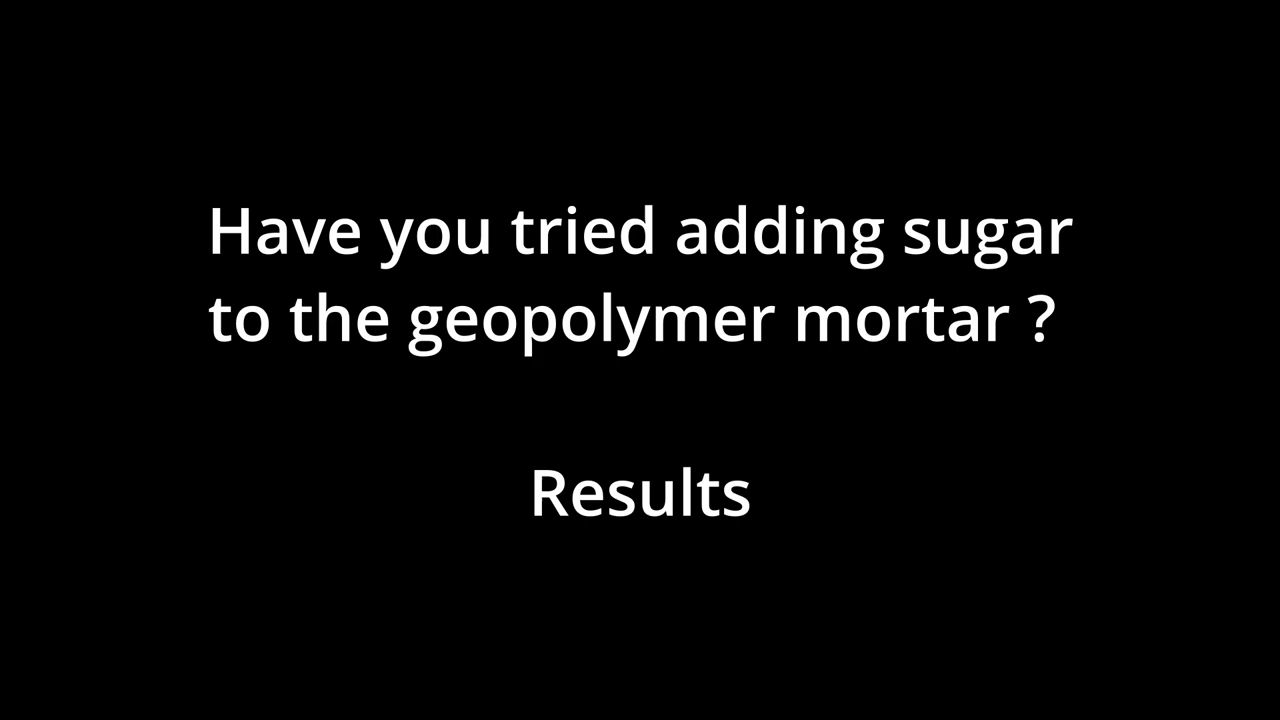 Have you tried adding sugar
to the geopolymer mortar ?
Results